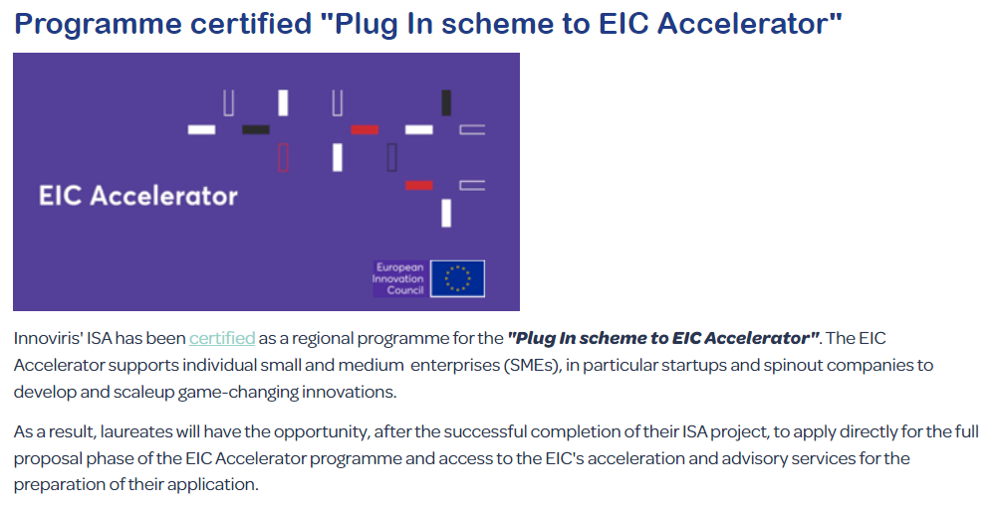 Programme certified "Plug In scheme to EIC Accelerator"
EIC Accelerator
European
Innovation
Council
Innoviris' ISA has been certified as a regional programme for the "Plug In scheme to EIC Accelerator". The EIC
Accelerator supports individual small and medium enterprises (SMEs), in particular startups and spinout companies to
develop and scaleup game-changing innovations.
As a result, laureates will have the opportunity, after the successful completion of their ISA project, to apply directly for the full
proposal phase of the EIC Accelerator programme and access to the EIC's acceleration and advisory services for the
preparation of their application.